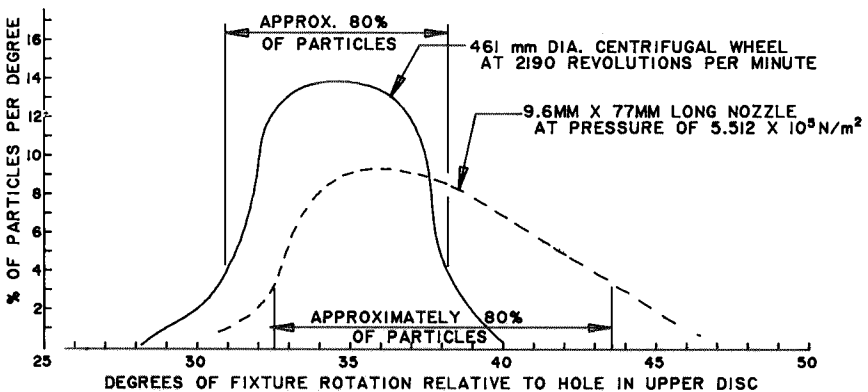 APPROX. 80%
OF PARTICLES
461 mm DIA. CENTRIFUGAL WHEEL
AT 2190 REVOLUTIONS PER MINUTE
9.6MM X 77MM LONG NOZZLE
AT PRESSURE OF 5.512 X 10⁵N/m²
% OF PARTICLES PER DEGREE
16
14
12
10
8
6
4
2
APPROXIMATELY 80%
OF PARTICLES
25 30 35 40 45 50
DEGREES OF FIXTURE ROTATION RELATIVE TO HOLE IN UPPER DISC